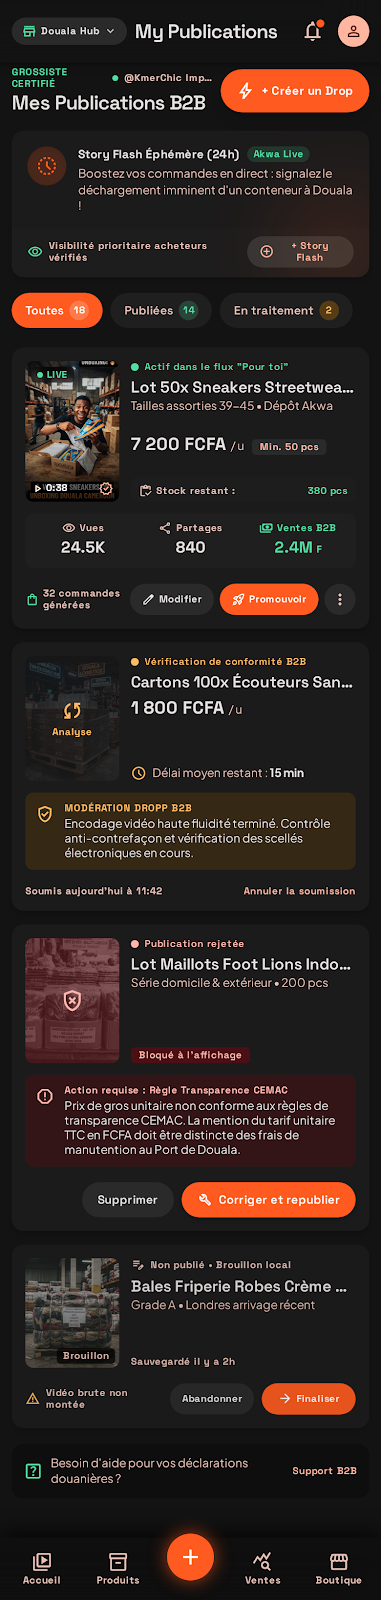 Douala Hub
My Publications
GROSSISTE
CERTIFIÉ
@KmerChic Imp...
Mes Publications B2B
+ Créer un Drop
Story Flash Éphémère (24h)
Akwa Live
Boostez vos commandes en direct : signalez le
déchargement imminent d'un conteneur à Douala
!
Visibilité prioritaire acheteurs
vérifiés
+ Story
Flash
Toutes 18
Publiées 14
En traitement 2
LIVE
0:38
UNBOXING DOUALA CAMEROUN
Actif dans le flux "Pour toi"
Lot 50x Sneakers Streetwea...
Tailles assorties 39–45 • Dépôt Akwa
7 200 FCFA /u
Min. 50 pcs
Stock restant :
380 pcs
Vues
24.5K
Partages
840
Ventes B2B
2.4M F
32 commandes
générées
Modifier
Promouvoir
Analyse
Vérification de conformité B2B
Cartons 100x Écouteurs San...
1 800 FCFA /u
Délai moyen restant : 15 min
MODÉRATION DROPP B2B
Encodage vidéo haute fluidité terminé. Contrôle
anti-contrefaçon et vérification des scellés
électroniques en cours.
Soumis aujourd'hui à 11:42
Annuler la soumission
Publication rejetée
Lot Maillots Foot Lions Indo...
Série domicile & extérieur • 200 pcs
Bloqué à l'affichage
Action requise : Règle Transparence CEMAC
Prix de gros unitaire non conforme aux règles de
transparence CEMAC. La mention du tarif unitaire
TTC en FCFA doit être distincte des frais de
manutention au Port de Douala.
Supprimer
Corriger et republier
Brouillon
Non publié • Brouillon local
Bales Friperie Robes Crème ...
Grade A • Londres arrivage récent
Sauvegardé il y a 2h
Vidéo brute non
montée
Abandonner
Finaliser
Besoin d'aide pour vos déclarations
douanières ?
Support B2B
Accueil
Produits
Ventes
Boutique